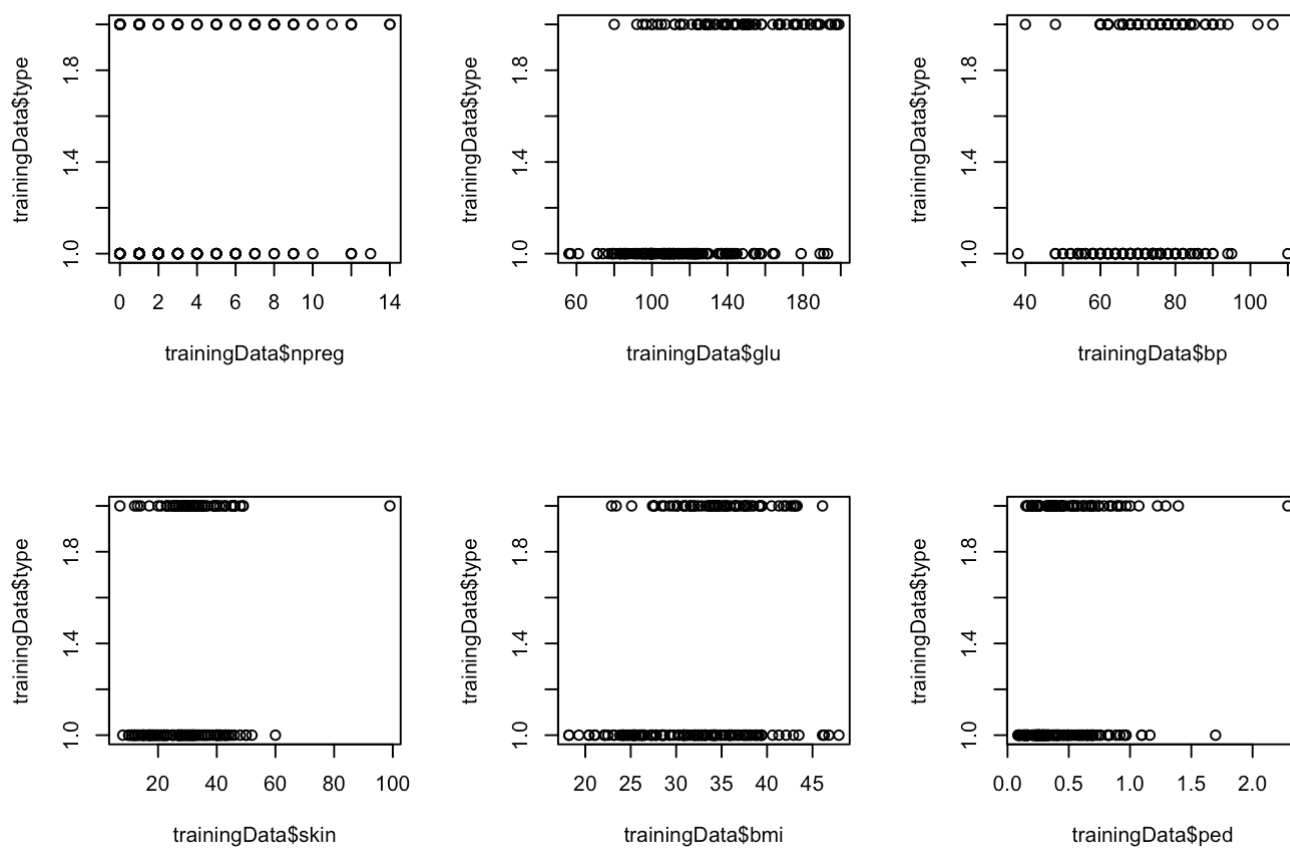 trainingData$type
1.0 1.4 1.8
0 2 4 6 8 10 14
trainingData$npreg
trainingData$type
1.0 1.4 1.8
60 100 140 180
trainingData$glu
trainingData$type
1.0 1.4 1.8
40 60 80 100
trainingData$bp
trainingData$type
1.0 1.4 1.8
20 40 60 80 100
trainingData$skin
trainingData$type
1.0 1.4 1.8
20 25 30 35 40 45
trainingData$bmi
trainingData$type
1.0 1.4 1.8
0.0 0.5 1.0 1.5 2.0
trainingData$ped